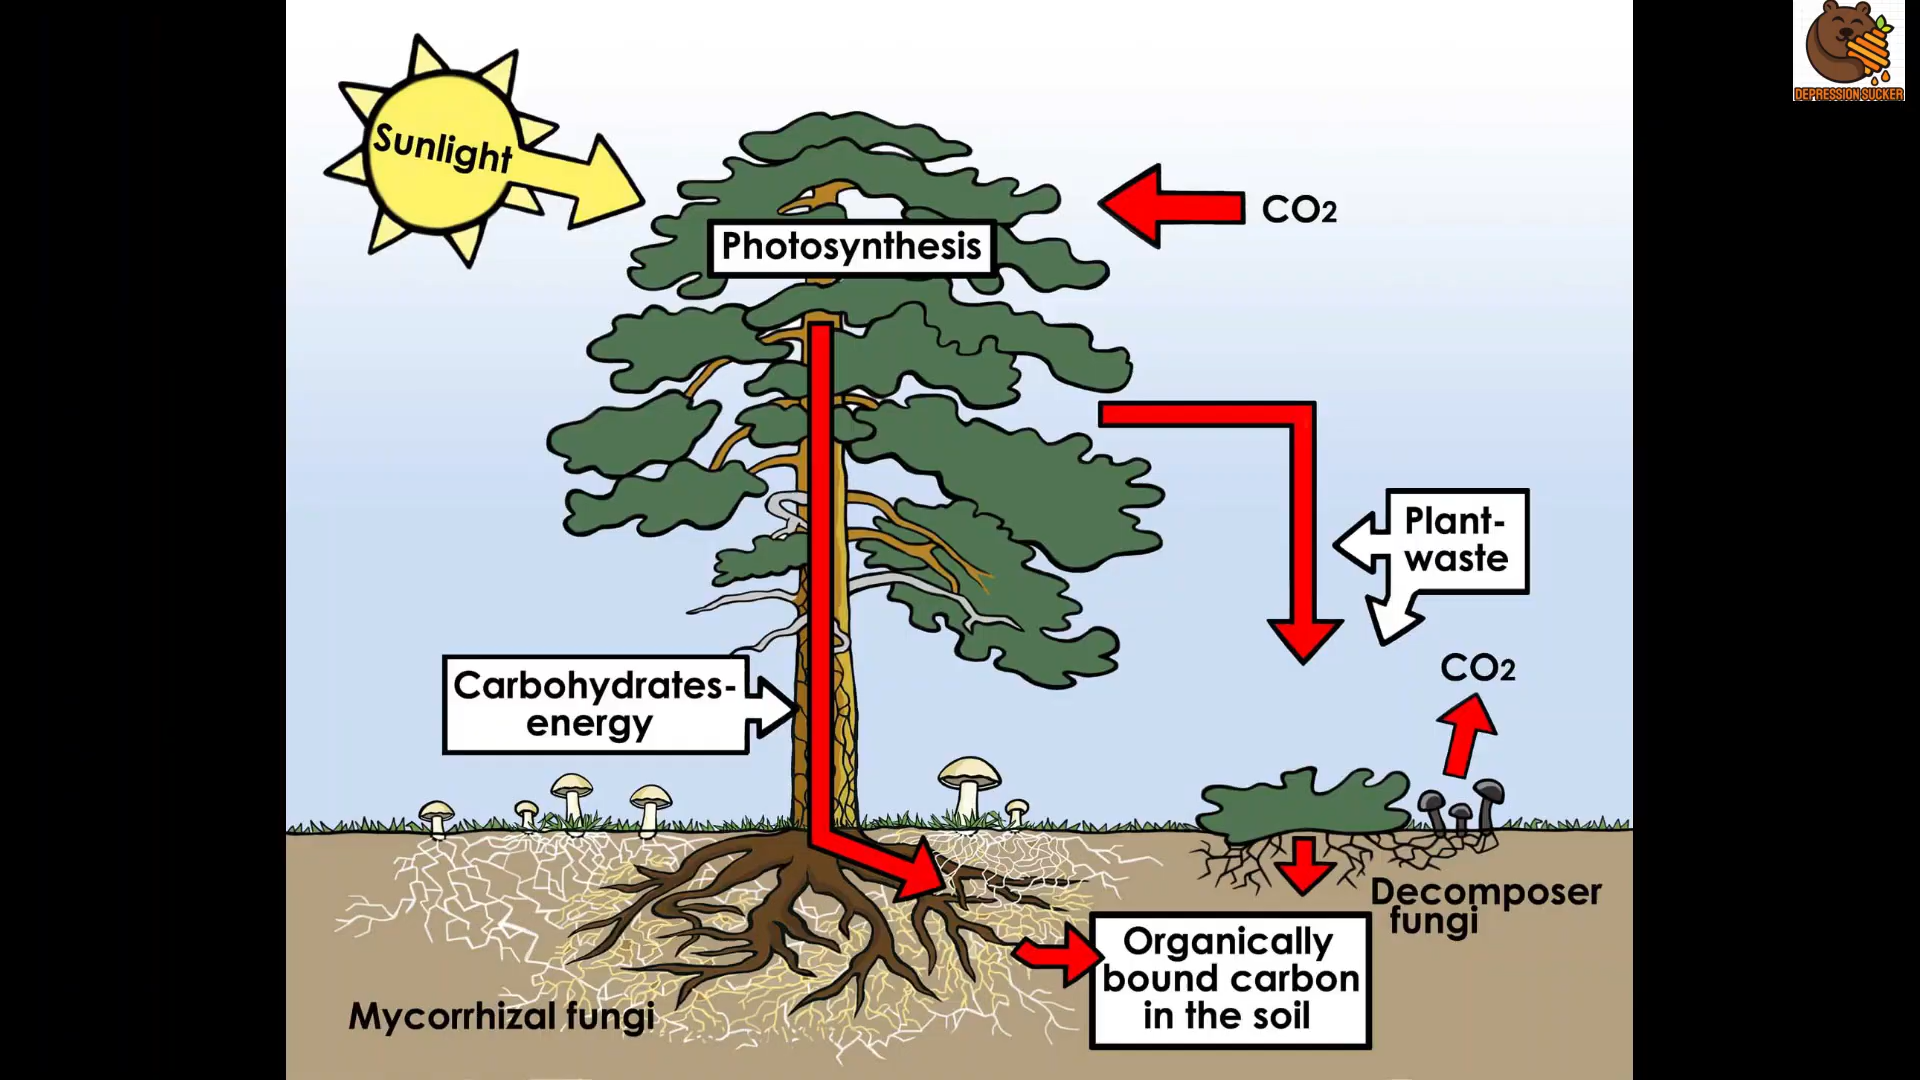 DEPRESSION SUCKER
Sunlight
CO2
Photosynthesis
Plant-
waste
CO2
Carbohydrates-
energy
Decomposer
fungi
Organically
bound carbon
in the soil
Mycorrhizal fungi